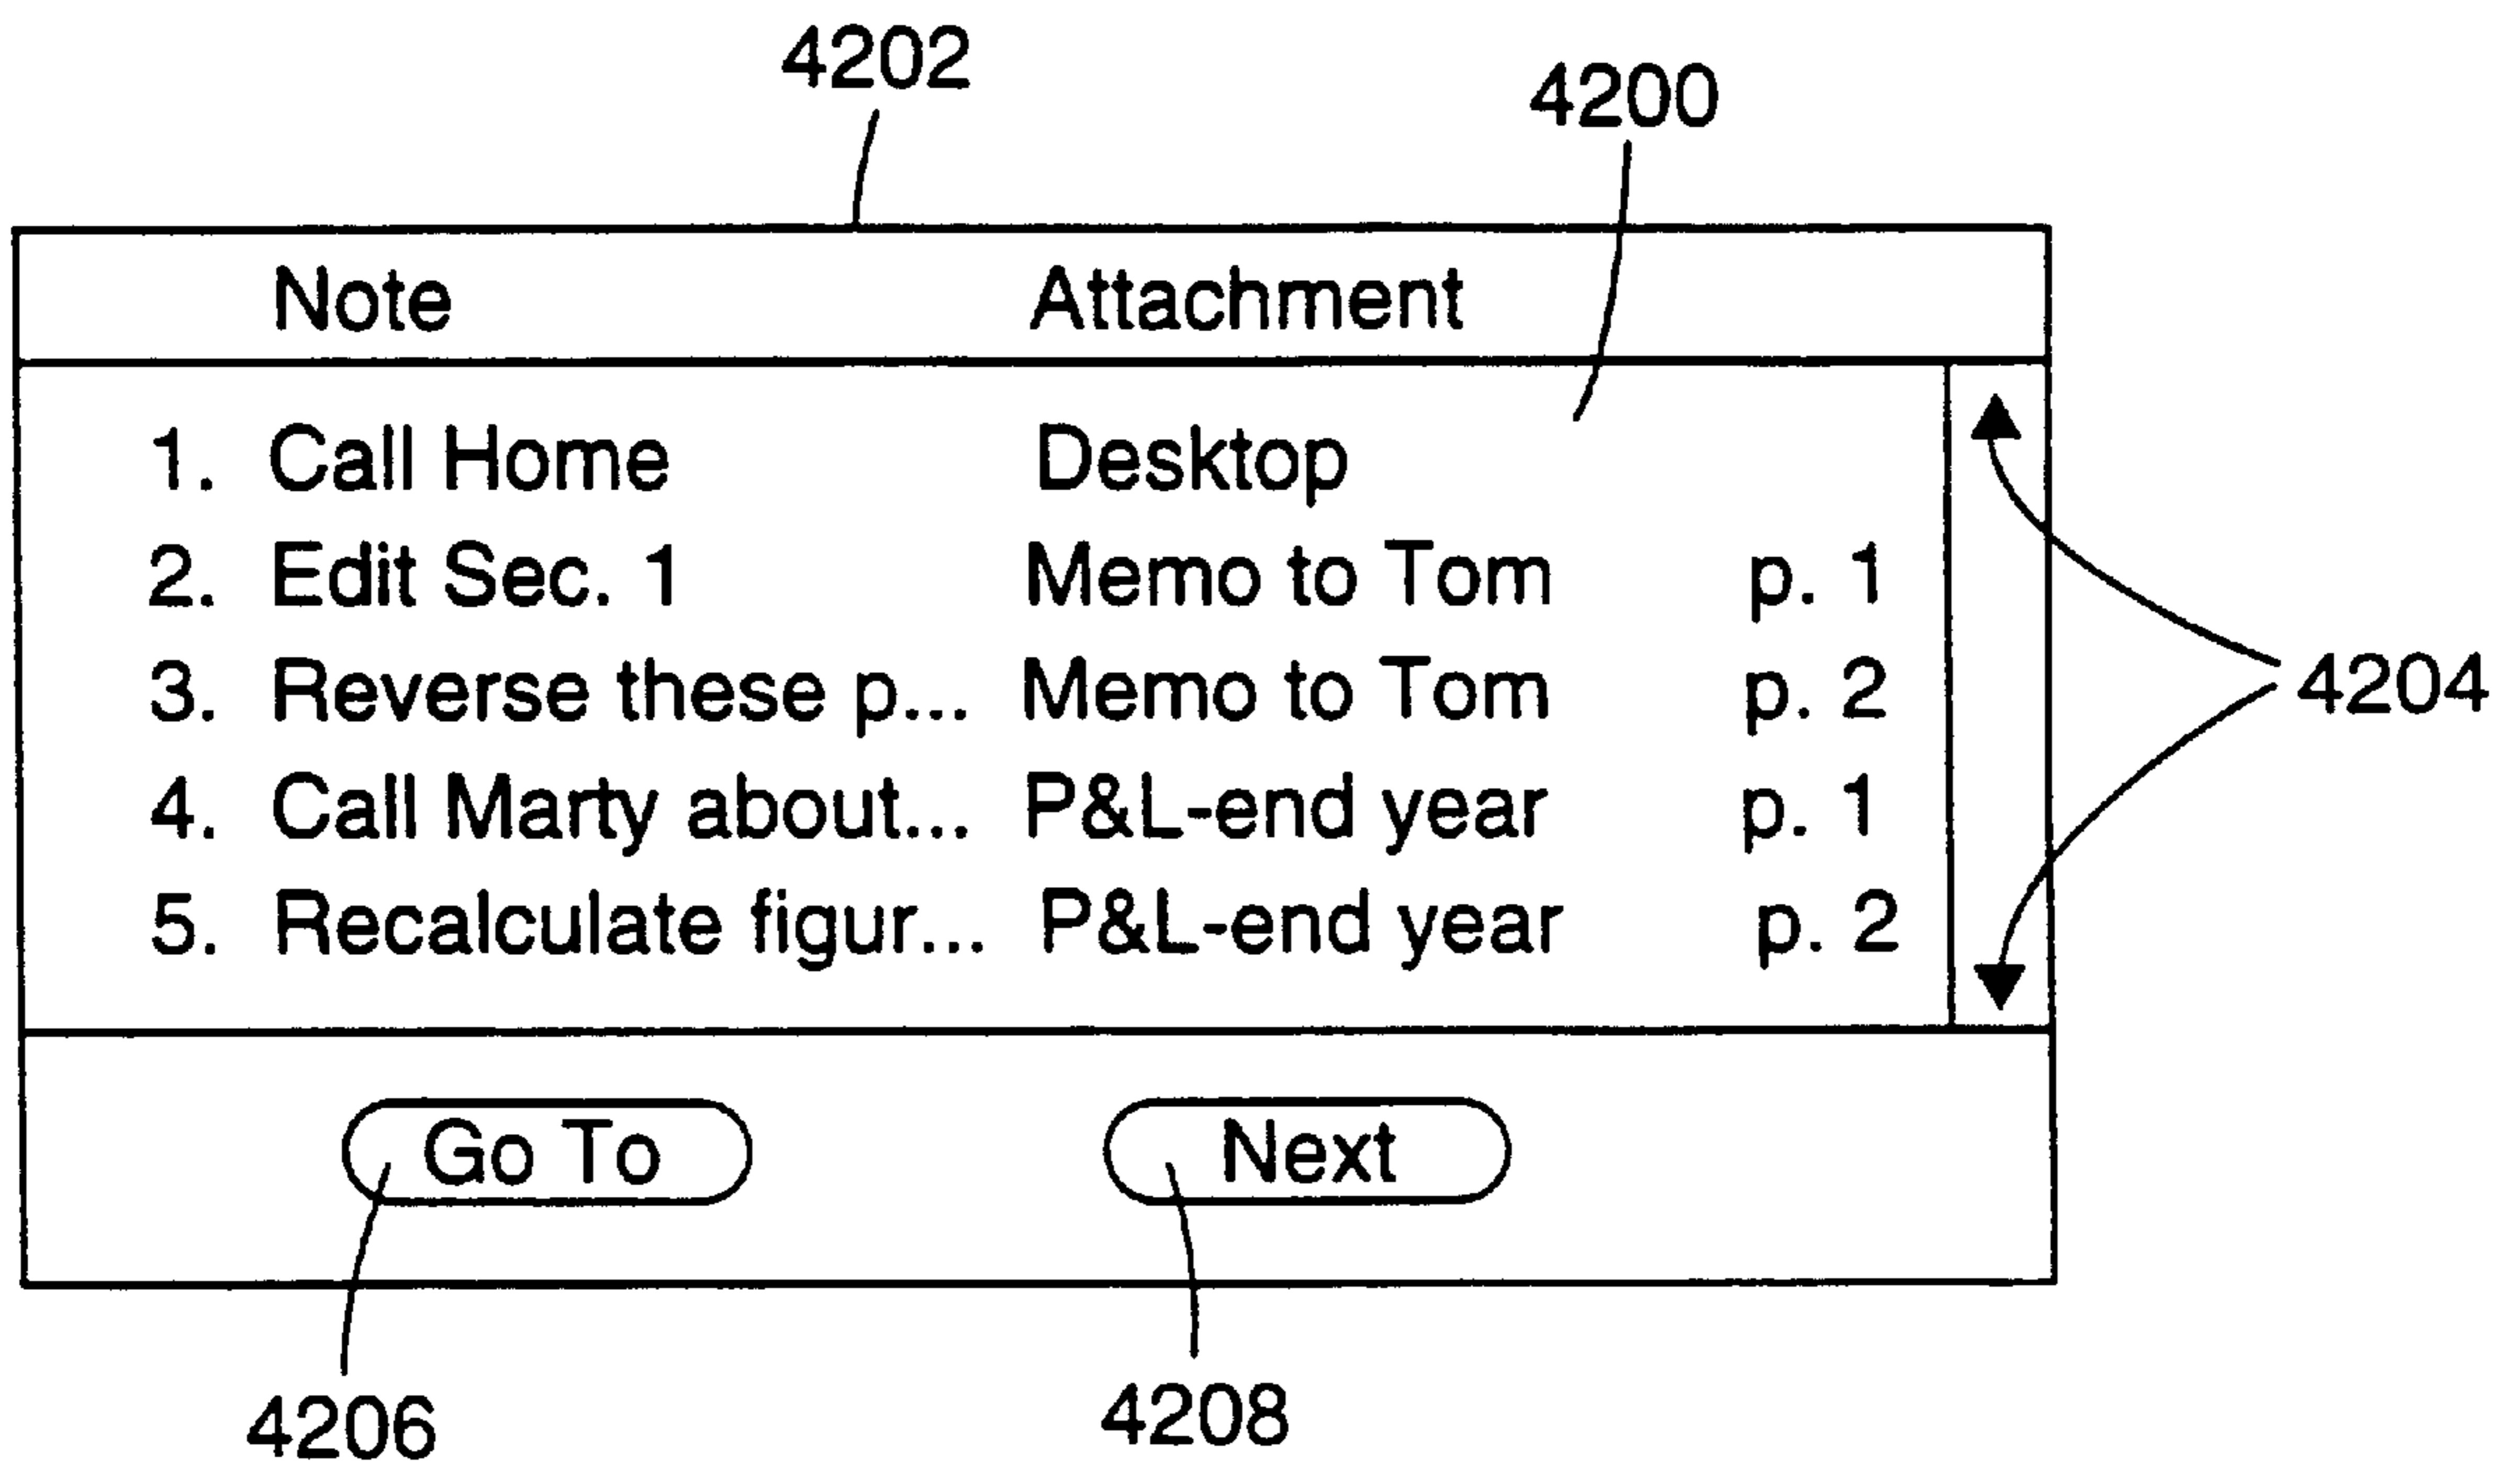 4202
4200
Note Attachment
1. Call Home Desktop
2. Edit Sec. 1 Memo to Tom p. 1
3. Reverse these p... Memo to Tom p. 2
4204
4. Call Marty about... P&L-end year p. 1
5. Recalculate figur... P&L-end year p. 2
Go To Next
4206 4208